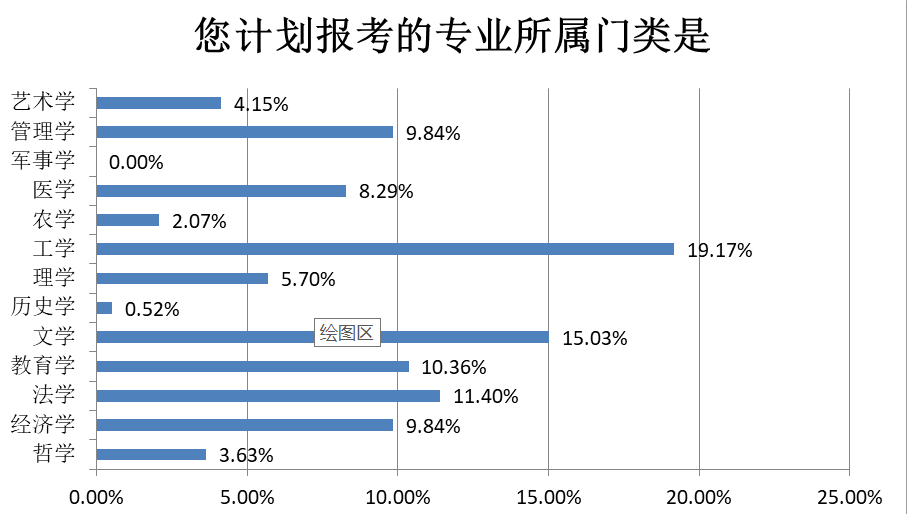 您计划报考的专业所属门类是
艺术学 4.15%
管理学 9.84%
军事学 0.00%
医学 8.29%
农学 2.07%
工学 19.17%
理学 5.70%
历史学 0.52%
文学 绘图区 15.03%
教育学 10.36%
法学 11.40%
经济学 9.84%
哲学 3.63%
0.00% 5.00% 10.00% 15.00% 20.00% 25.00%